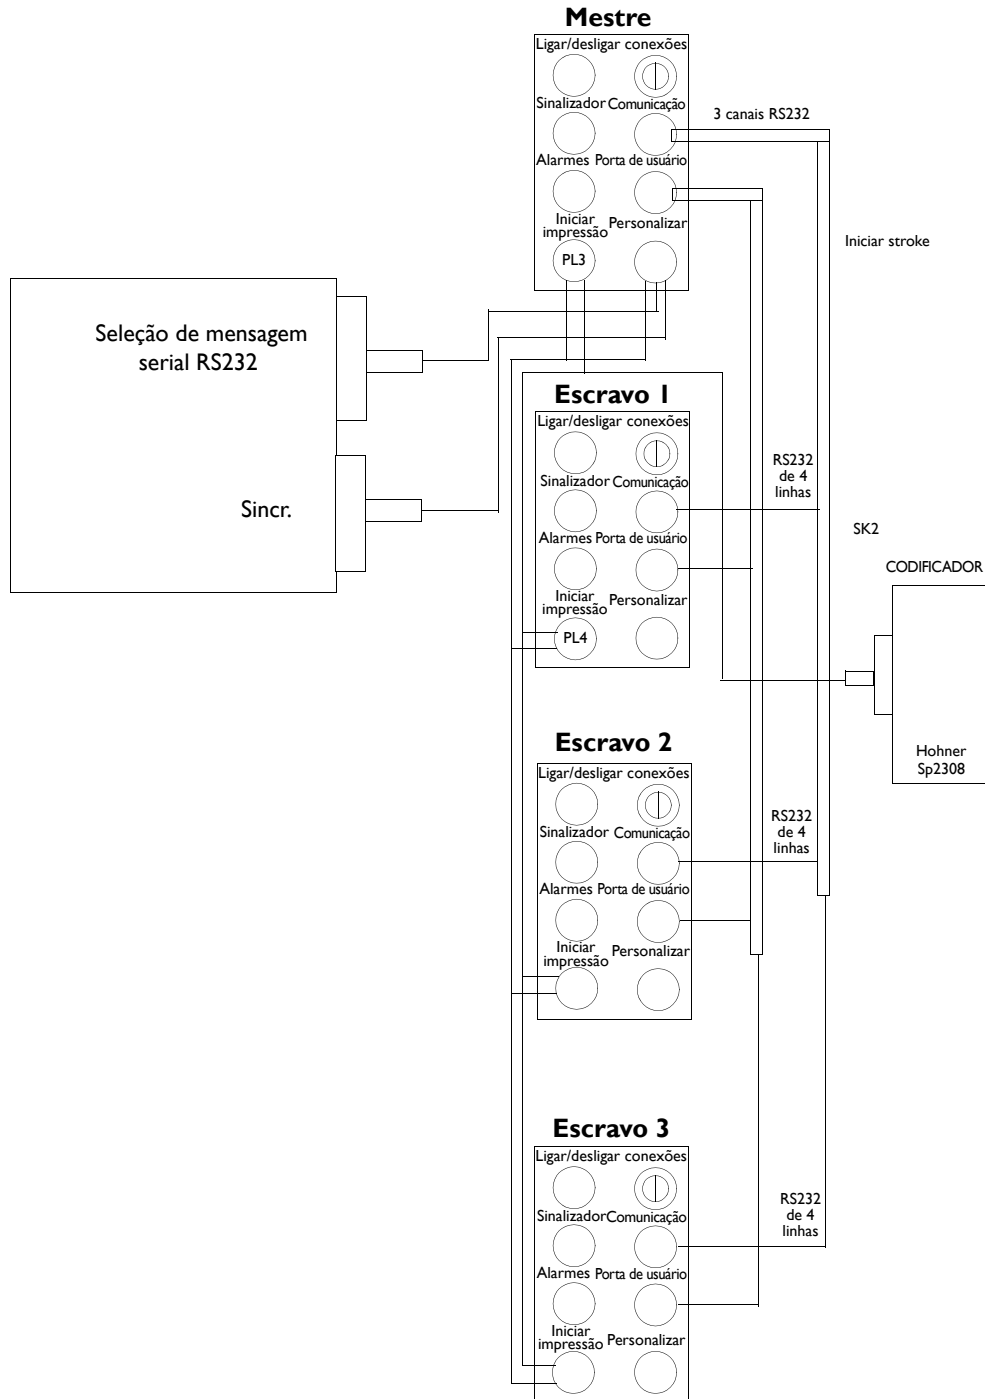 Mestre
Ligar/desligar conexões
Sinalizador Comunicação
Alarmes Porta de usuário
Iniciar
impressão
Personalizar
PL3
3 canais RS232
Iniciar stroke
Seleção de mensagem
serial RS232
Sincr.
Escravo 1
Ligar/desligar conexões
Sinalizador Comunicação
Alarmes Porta de usuário
Iniciar
impressão
Personalizar
PL4
RS232
de 4
linhas
SK2
CODIFICADOR
Hohner
Sp2308
Escravo 2
Ligar/desligar conexões
Sinalizador Comunicação
Alarmes Porta de usuário
Iniciar
impressão
Personalizar
RS232
de 4
linhas
Escravo 3
Ligar/desligar conexões
Sinalizador Comunicação
Alarmes Porta de usuário
Iniciar
impressão
Personalizar
RS232
de 4
linhas